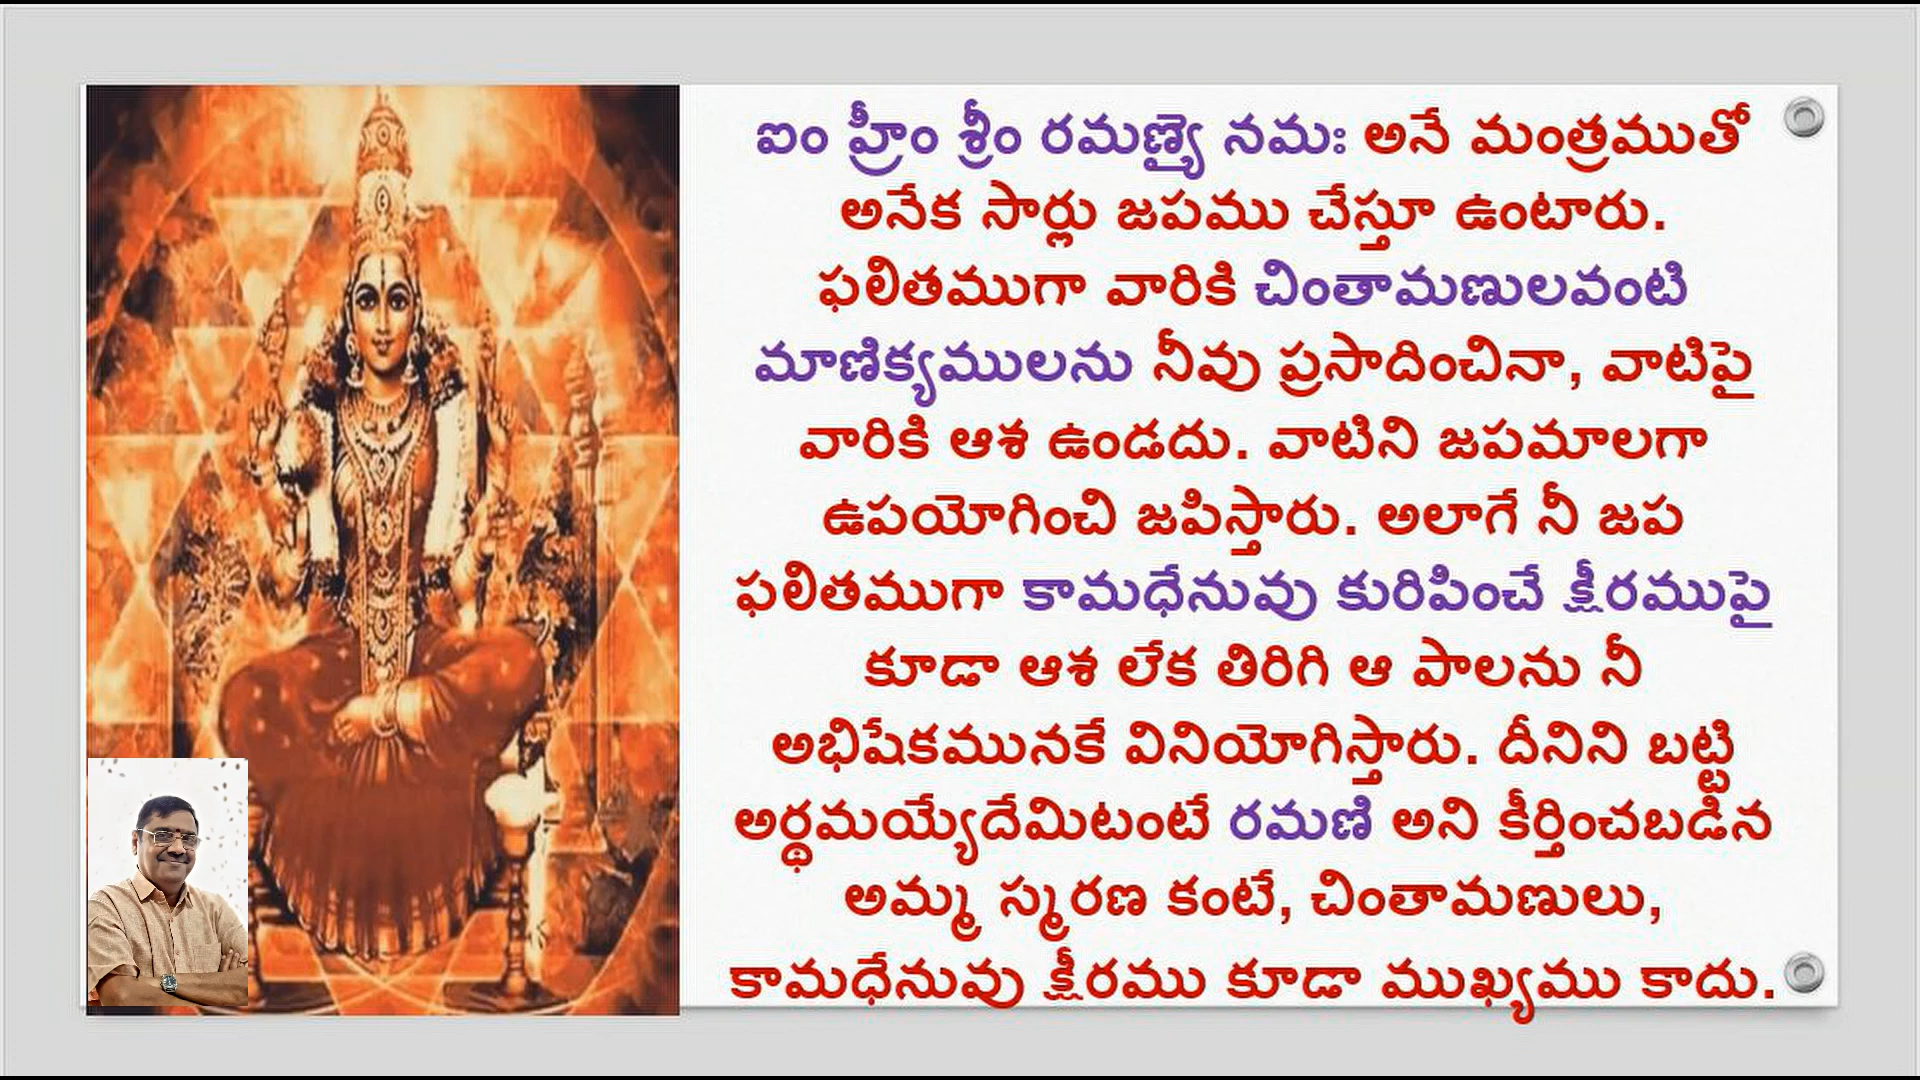 ఐం హ్రీం శ్రీం రమణ్యై నమః అనే మంత్రముతో
అనేక సార్లు జపము చేస్తూ ఉంటారు.
ఫలితముగా వారికి చింతామణులవంటి
మాణిక్యములను నీవు ప్రసాదించినా, వాటిపై
వారికి ఆశ ఉండదు. వాటిని జపమాలగా
ఉపయోగించి జపిస్తారు. అలాగే నీ జప
ఫలితముగా కామధేనువు కురిపించే క్షీరముపై
కూడా ఆశ లేక తిరిగి ఆ పాలను నీ
అభిషేకమునకే వినియోగిస్తారు. దీనిని బట్టి
అర్థమయ్యేదేమిటంటే రమణి అని కీర్తించబడిన
అమ్మ స్మరణ కంటే, చింతామణులు,
కామధేనువు క్షీరము కూడా ముఖ్యము కాదు.